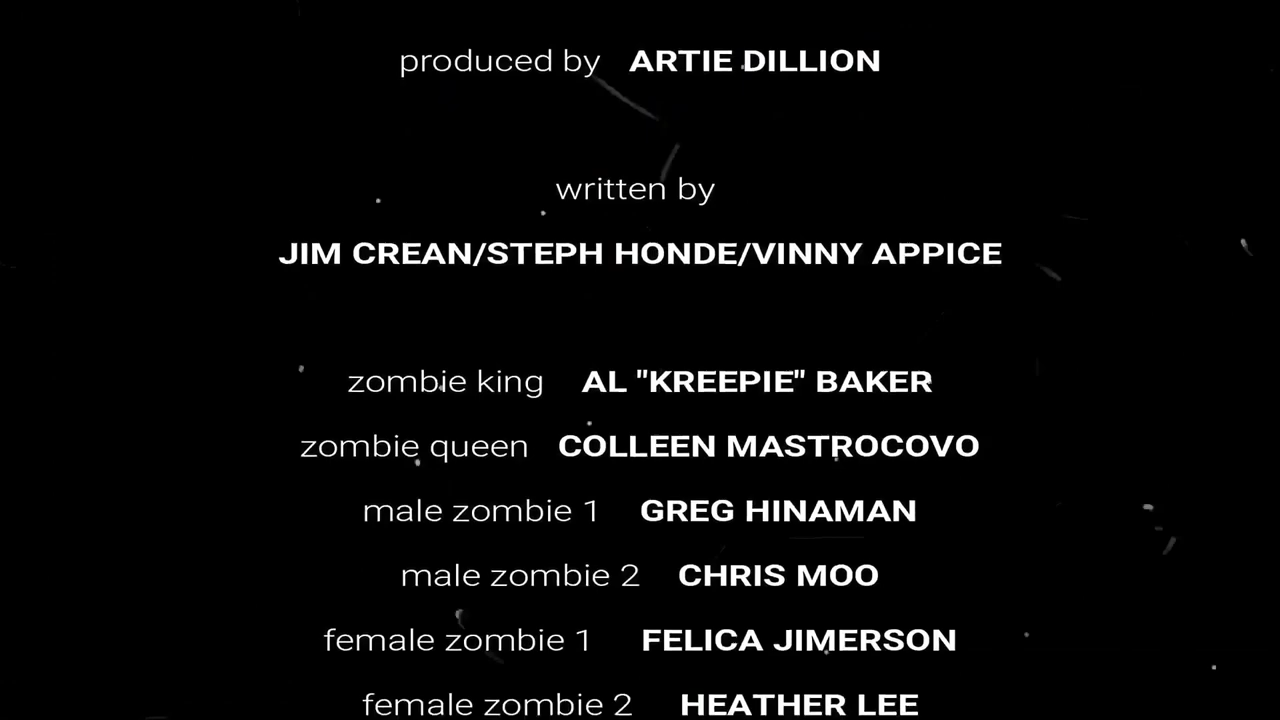 produced by ARTIE DILLION
written by
JIM CREAN/STEPH HONDE/VINNY APPICE
zombie king AL "KREEPIE" BAKER
zombie queen COLLEEN MASTROCOVO
male zombie 1 GREG HINAMAN
male zombie 2 CHRIS MOO
female zombie 1 FELICA JIMERSON
female zombie 2 HEATHER LEE